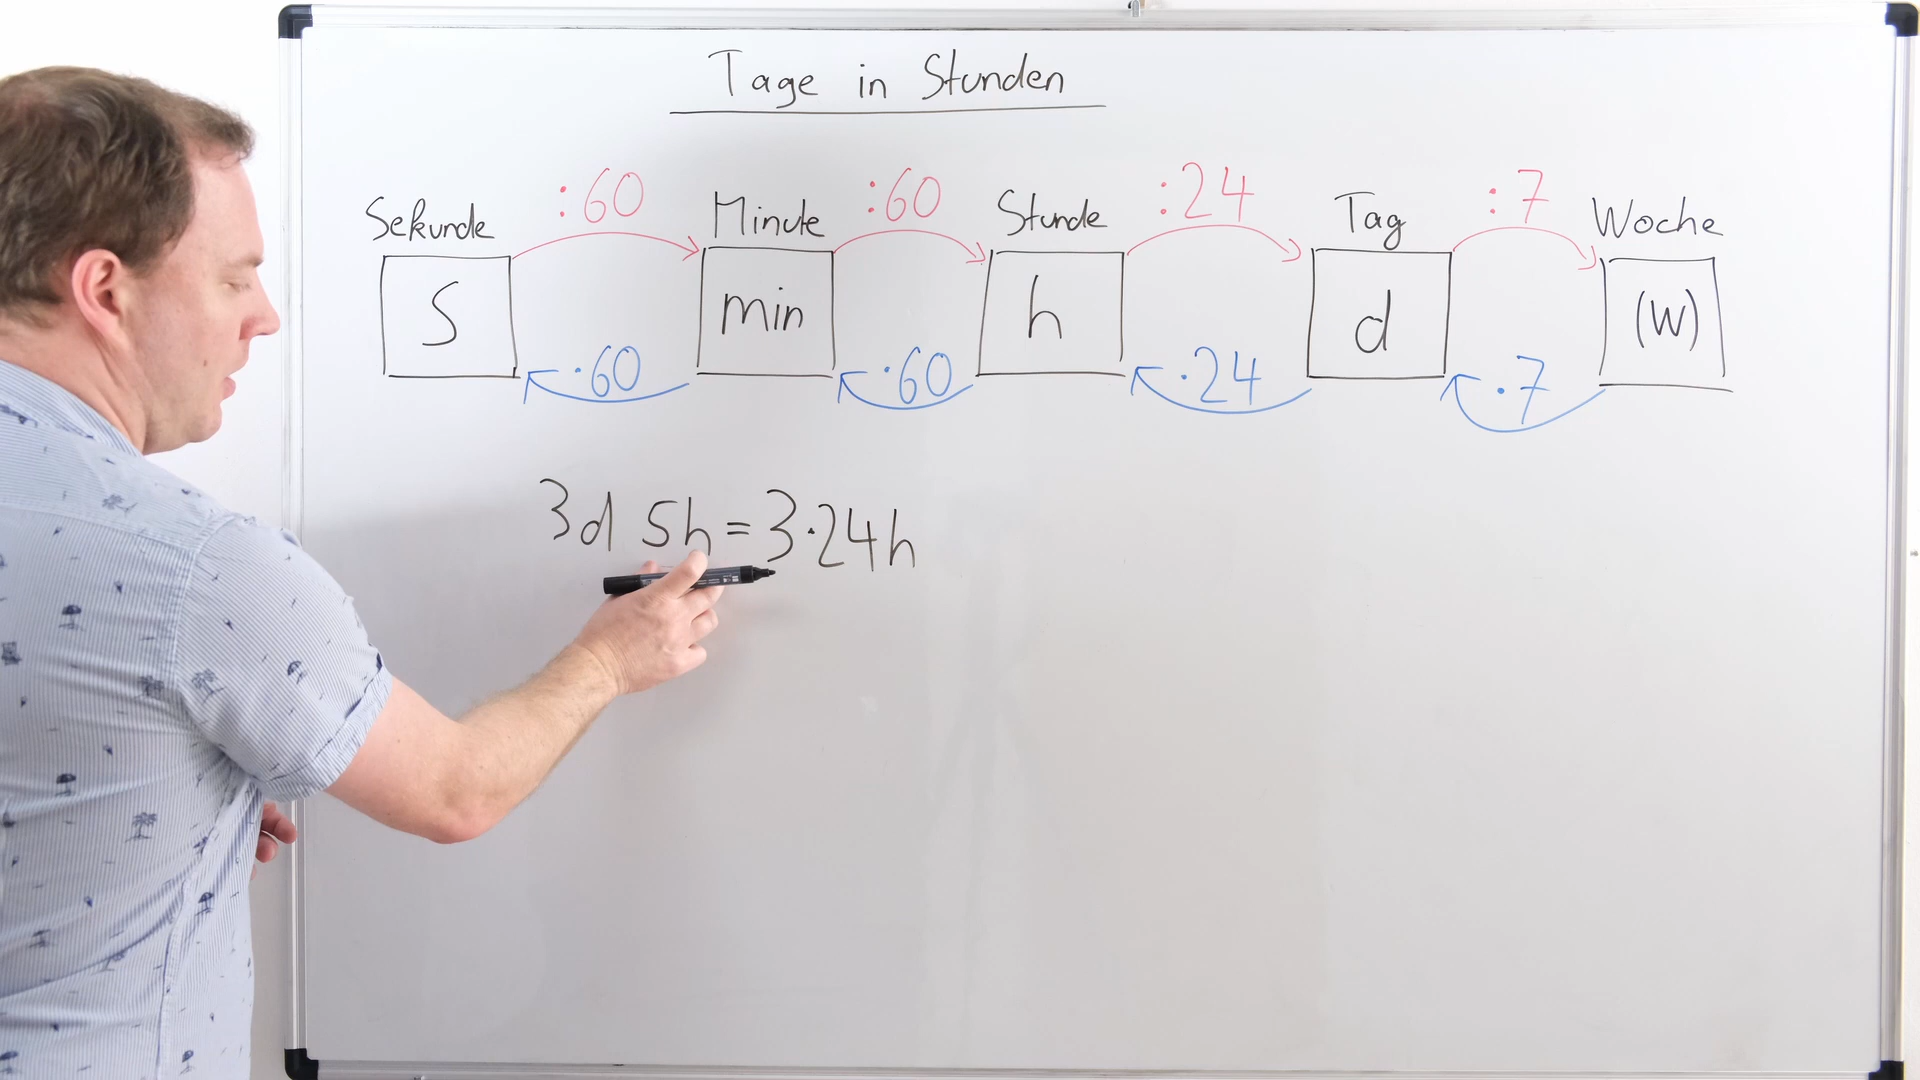 Tage in Stunden
:60 :60 :24 :7
Sekunde Minute Stunde Tag Woche
S min h d (W)
·60 ·60 ·24 ·7
3d 5h = 3·24h